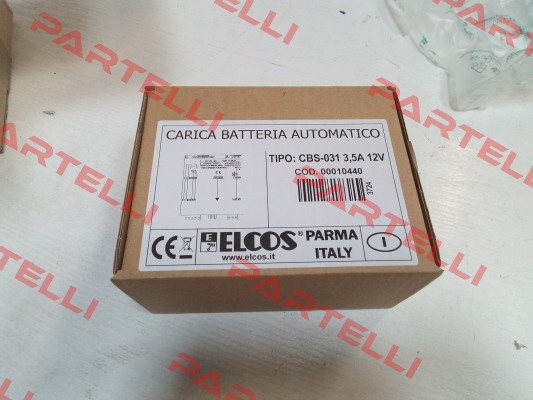 CARICA BATTERIA AUTOMATICO
TIPO: CBS-031 3,5A 12V
COD. 00010440
3724
CE
E
ELCOS® PARMA
ITALY
www.elcos.it
I
PARTELLI
PARTELLI
PARTELLI
PARTELLI
PARTELLI